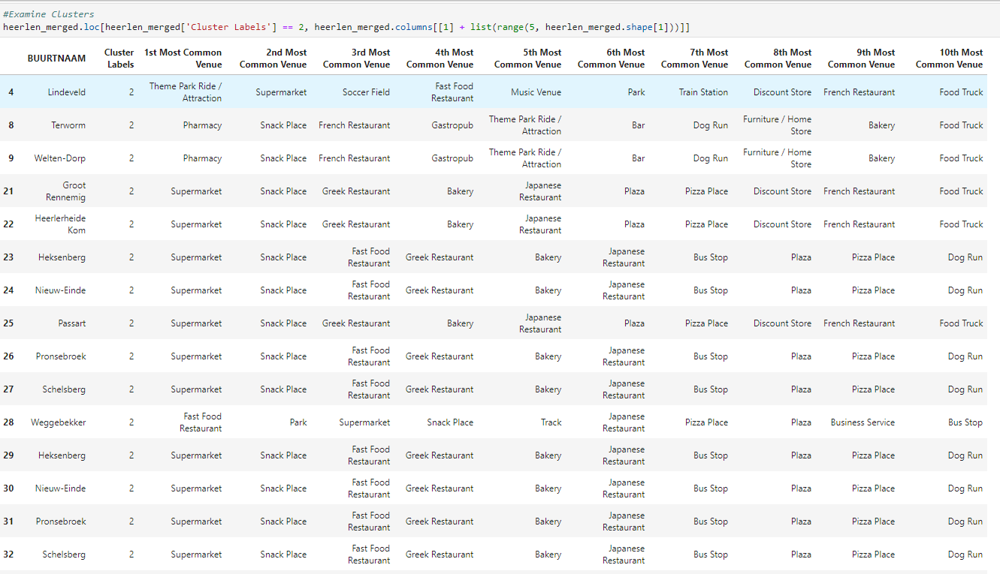 #Examine Clusters
heerlen_merged.loc[heerlen_merged['Cluster Labels'] == 2, heerlen_merged.columns[[1] + list(range(5, heerlen_merged.shape[1]))]]
BUURTNAAM Cluster Labels 1st Most Common Venue 2nd Most Common Venue 3rd Most Common Venue 4th Most Common Venue 5th Most Common Venue 6th Most Common Venue 7th Most Common Venue 8th Most Common Venue 9th Most Common Venue 10th Most Common Venue
4 Lindeveld 2 Theme Park Ride / Attraction Supermarket Soccer Field Fast Food Restaurant Music Venue Park Train Station Discount Store French Restaurant Food Truck
8 Terworm 2 Pharmacy Snack Place French Restaurant Gastropub Theme Park Ride / Attraction Bar Dog Run Furniture / Home Store Bakery Food Truck
9 Welten-Dorp 2 Pharmacy Snack Place French Restaurant Gastropub Theme Park Ride / Attraction Bar Dog Run Furniture / Home Store Bakery Food Truck
21 Groot Rennemig 2 Supermarket Snack Place Greek Restaurant Bakery Japanese Restaurant Plaza Pizza Place Discount Store French Restaurant Food Truck
22 Heerlerheide Kom 2 Supermarket Snack Place Greek Restaurant Bakery Japanese Restaurant Plaza Pizza Place Discount Store French Restaurant Food Truck
23 Heksenberg 2 Supermarket Snack Place Fast Food Restaurant Greek Restaurant Bakery Japanese Restaurant Bus Stop Plaza Pizza Place Dog Run
24 Nieuw-Einde 2 Supermarket Snack Place Fast Food Restaurant Greek Restaurant Bakery Japanese Restaurant Bus Stop Plaza Pizza Place Dog Run
25 Passart 2 Supermarket Snack Place Greek Restaurant Bakery Japanese Restaurant Plaza Pizza Place Discount Store French Restaurant Food Truck
26 Pronsebroek 2 Supermarket Snack Place Fast Food Restaurant Greek Restaurant Bakery Japanese Restaurant Bus Stop Plaza Pizza Place Dog Run
27 Schelsberg 2 Supermarket Snack Place Fast Food Restaurant Greek Restaurant Bakery Japanese Restaurant Bus Stop Plaza Pizza Place Dog Run
28 Weggebekker 2 Fast Food Restaurant Park Supermarket Snack Place Track Japanese Restaurant Pizza Place Plaza Business Service Bus Stop
29 Heksenberg 2 Supermarket Snack Place Fast Food Restaurant Greek Restaurant Bakery Japanese Restaurant Bus Stop Plaza Pizza Place Dog Run
30 Nieuw-Einde 2 Supermarket Snack Place Fast Food Restaurant Greek Restaurant Bakery Japanese Restaurant Bus Stop Plaza Pizza Place Dog Run
31 Pronsebroek 2 Supermarket Snack Place Fast Food Restaurant Greek Restaurant Bakery Japanese Restaurant Bus Stop Plaza Pizza Place Dog Run
32 Schelsberg 2 Supermarket Snack Place Fast Food Restaurant Greek Restaurant Bakery Japanese Restaurant Bus Stop Plaza Pizza Place Dog Run